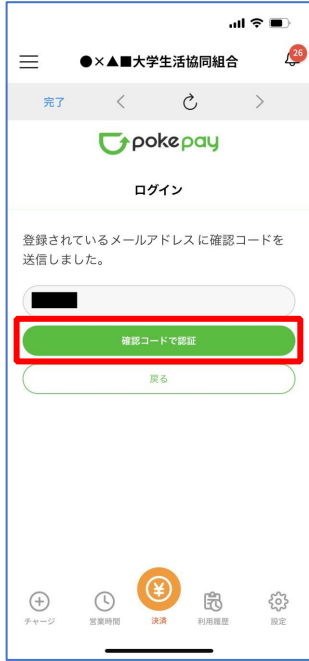 ●×▲■大学生活協同組合
26
完了
pokepay
ログイン
登録されているメールアドレスに確認コードを
送信しました。
確認コードで認証
戻る
チャージ
営業時間
決済
利用履歴
設定